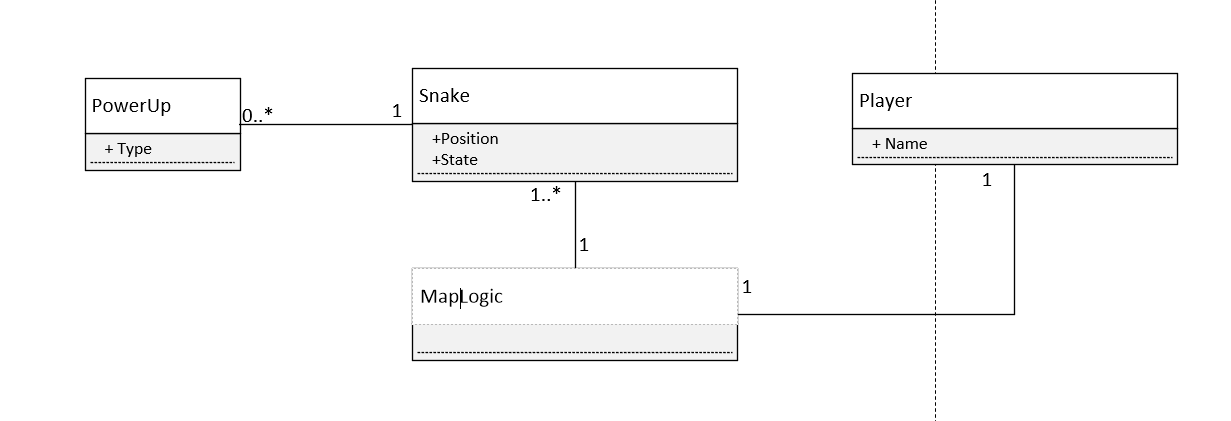 PowerUp
+ Type
0..*
1
Snake
+Position
+State
1..*
1
MapLogic
1
Player
+ Name
1